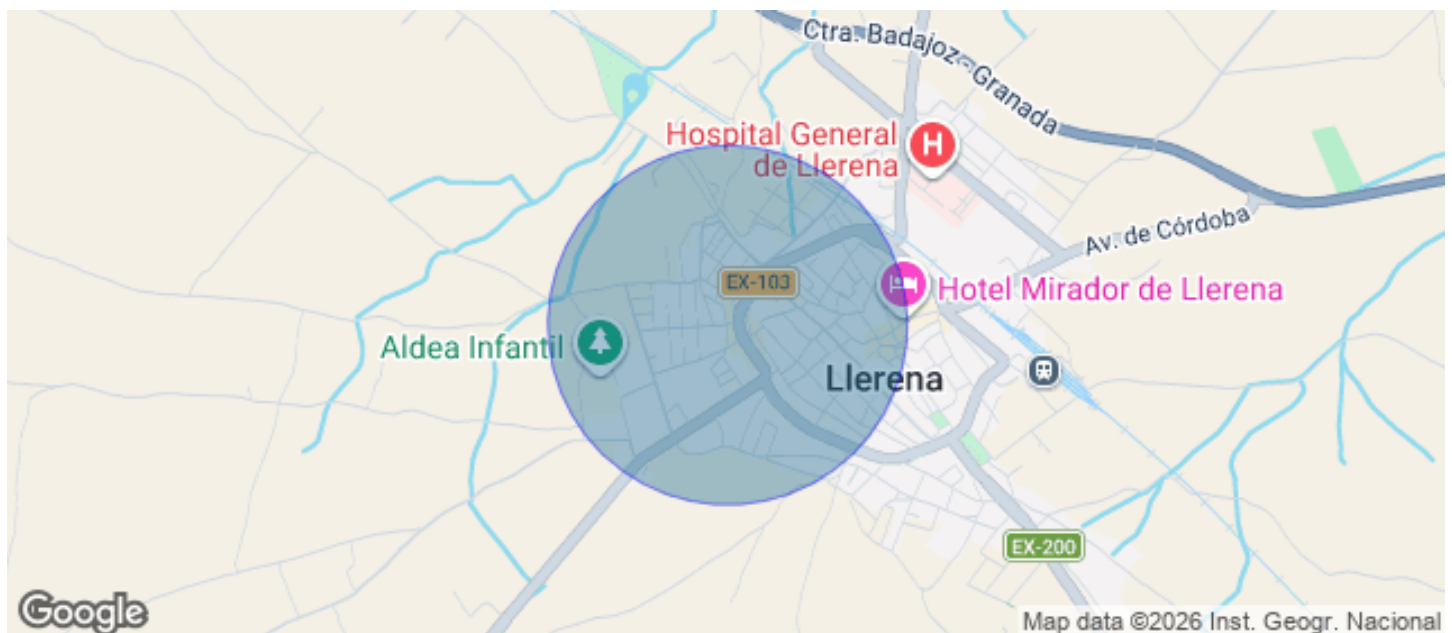 Ctra. Badajoz - Granada
Hospital General
de Llerena
H
Av. de Córdoba
EX-103
Hotel Mirador de Llerena
Aldea Infantil
Llerena
EX-200
Google
Map data ©2026 Inst. Geogr. Nacional